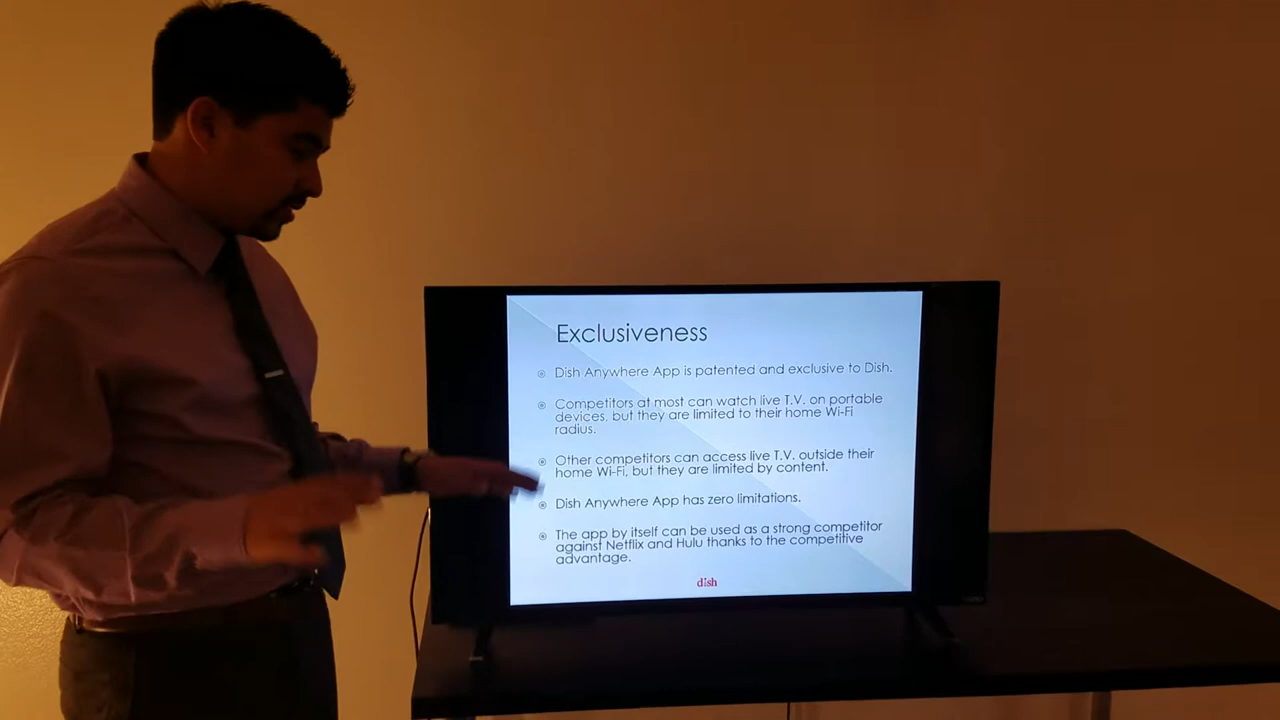 Exclusiveness
Dish Anywhere App is patented and exclusive to Dish.
Competitors at most can watch live T.V. on portable
devices, but they are limited to their home Wi-Fi
radius.
Other competitors can access live T.V. outside their
home Wi-Fi, but they are limited by content.
Dish Anywhere App has zero limitations.
The app by itself can be used as a strong competitor
against Netflix and Hulu thanks to the competitive
advantage.
dish